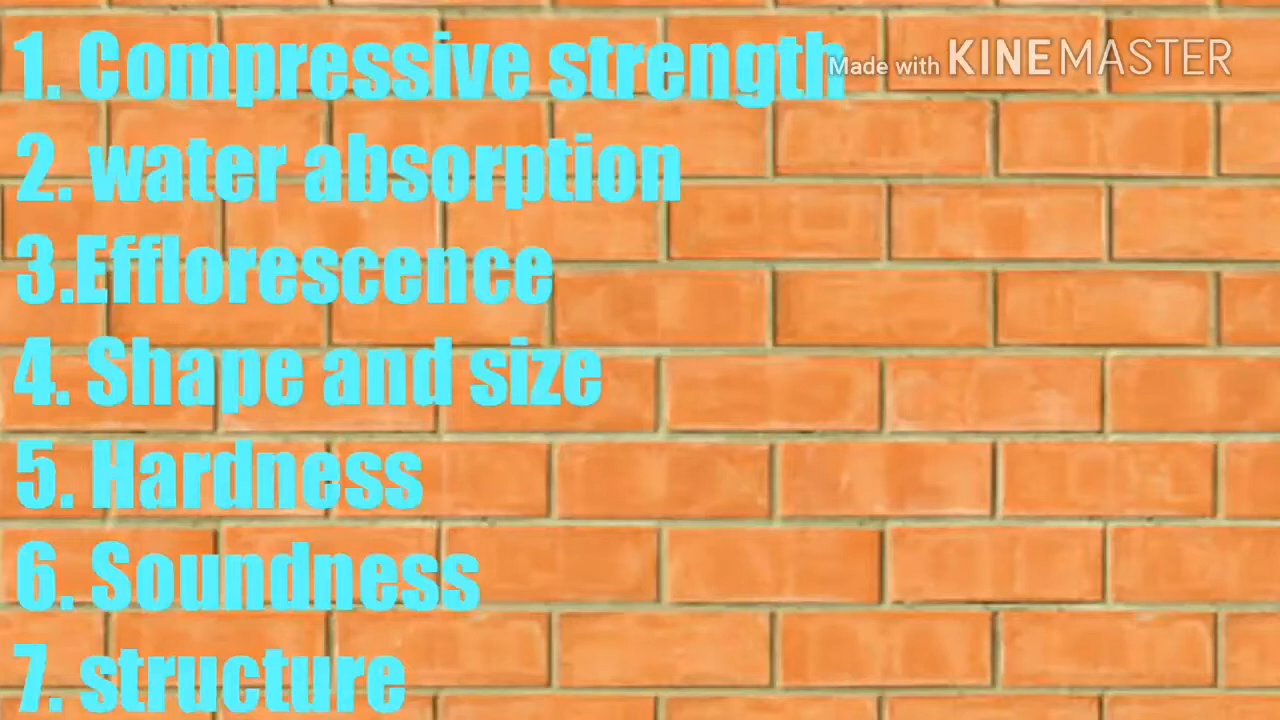 1. Compressive strength
Made with KINEMASTER
2. water absorption
3.Efflorescence
4. Shape and size
5. Hardness
6. Soundness
7. structure